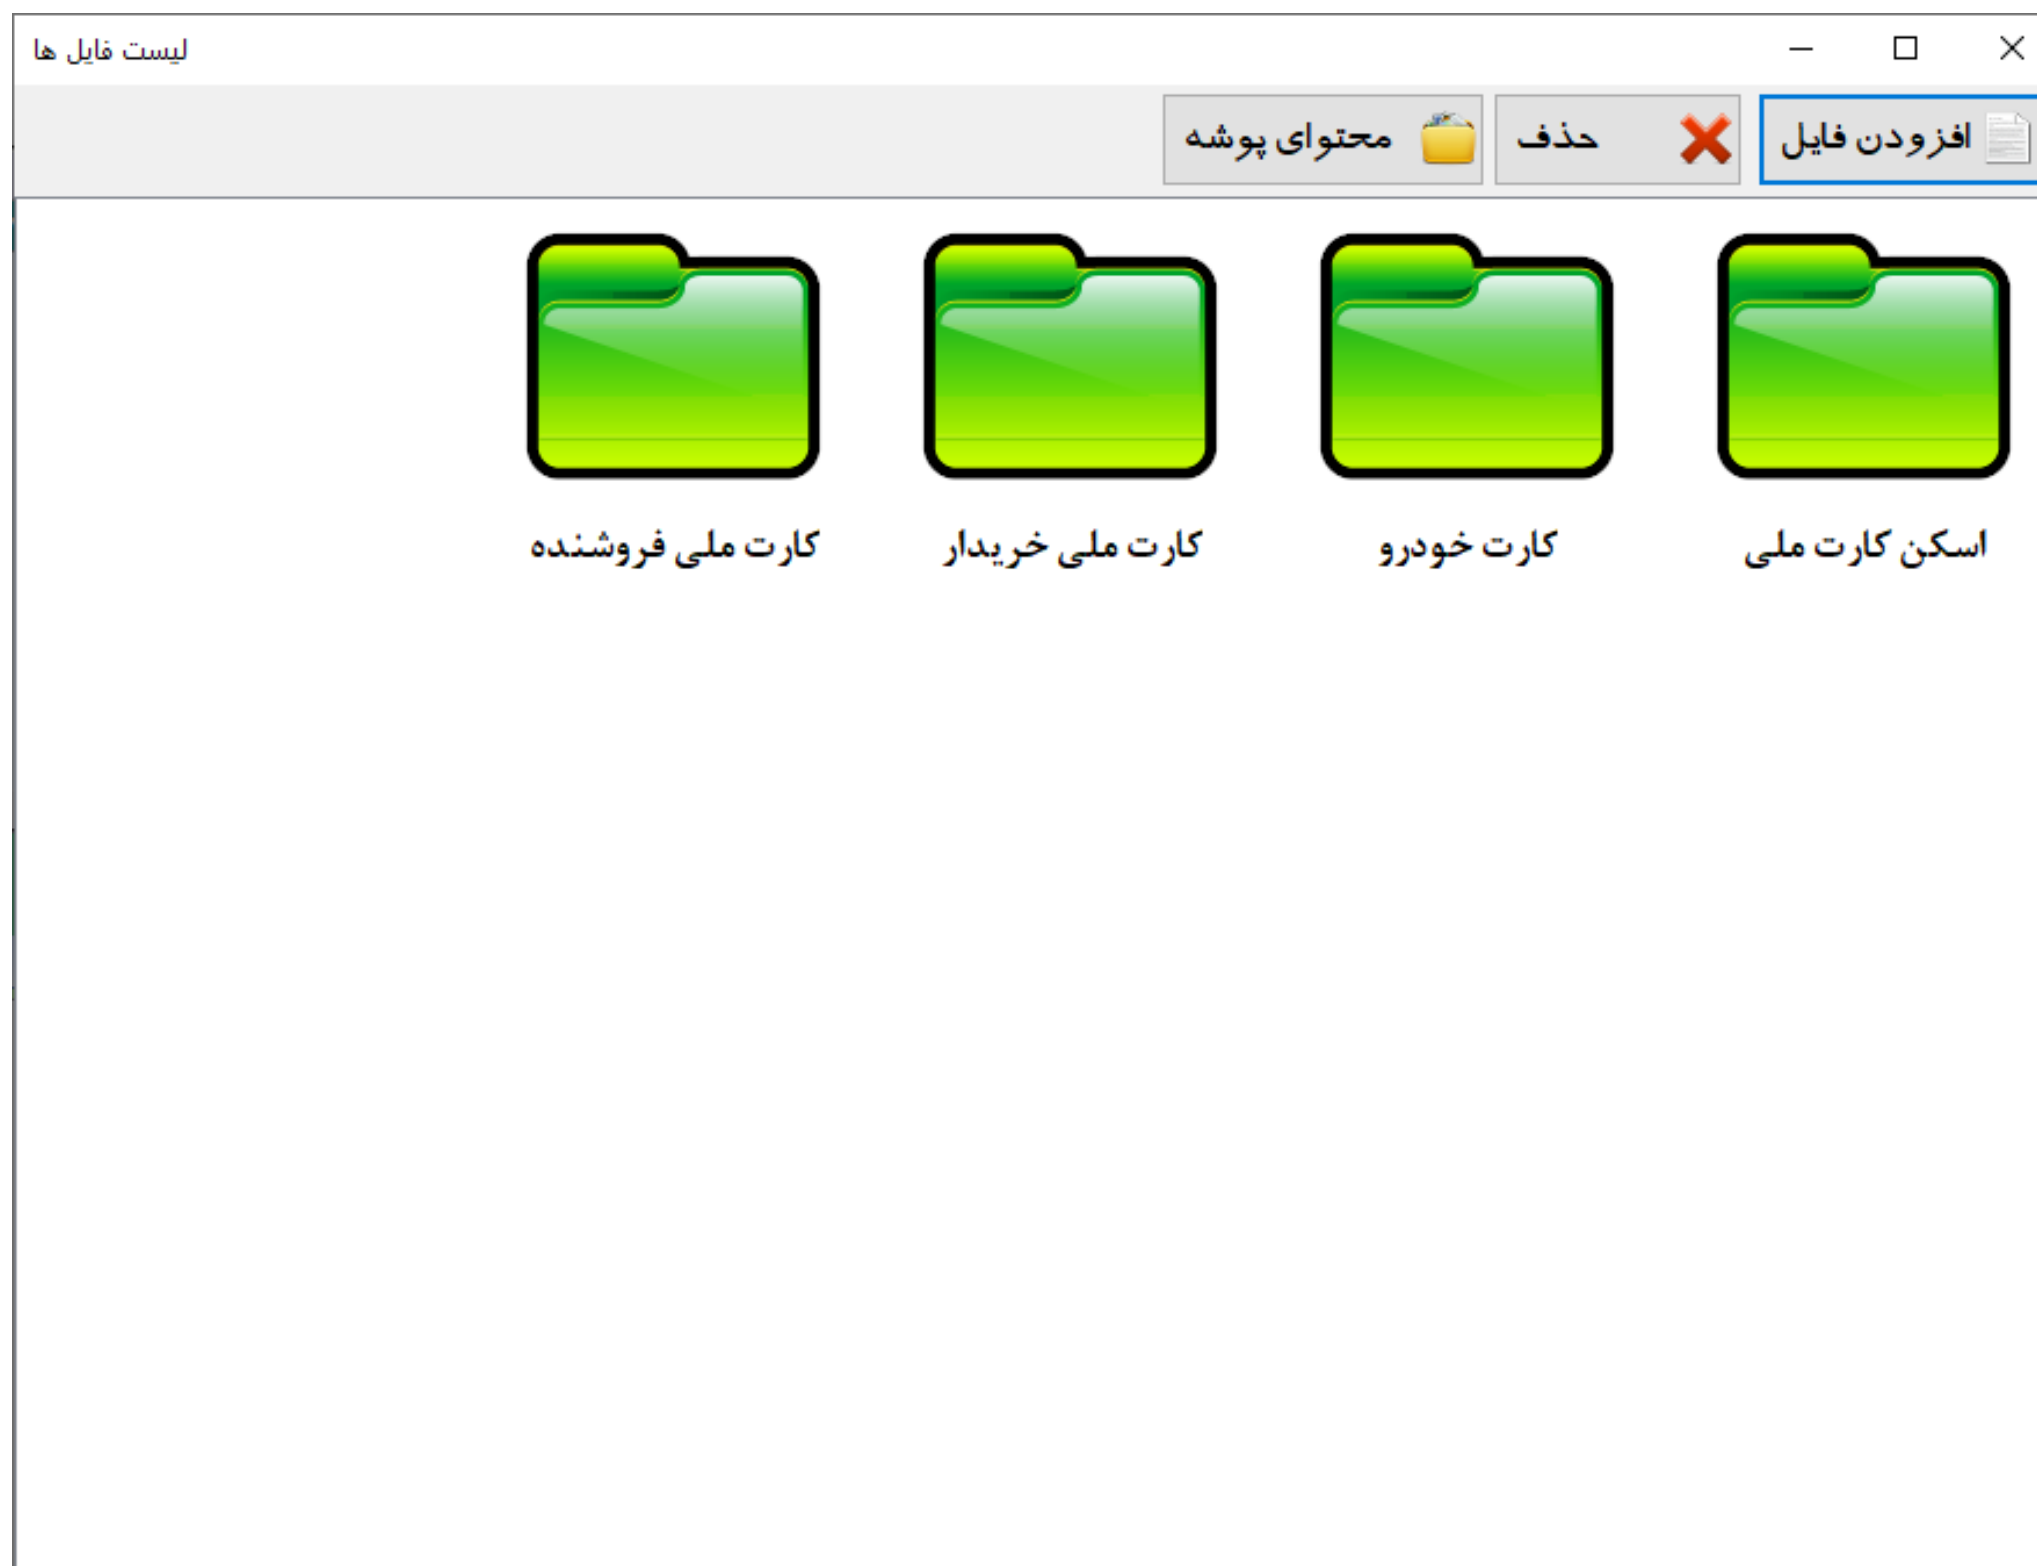 لیست فایل ها
افزودن فایل
حذف
محتوای پوشه
اسکن کارت ملی
کارت خودرو
کارت ملی خریدار
کارت ملی فروشنده